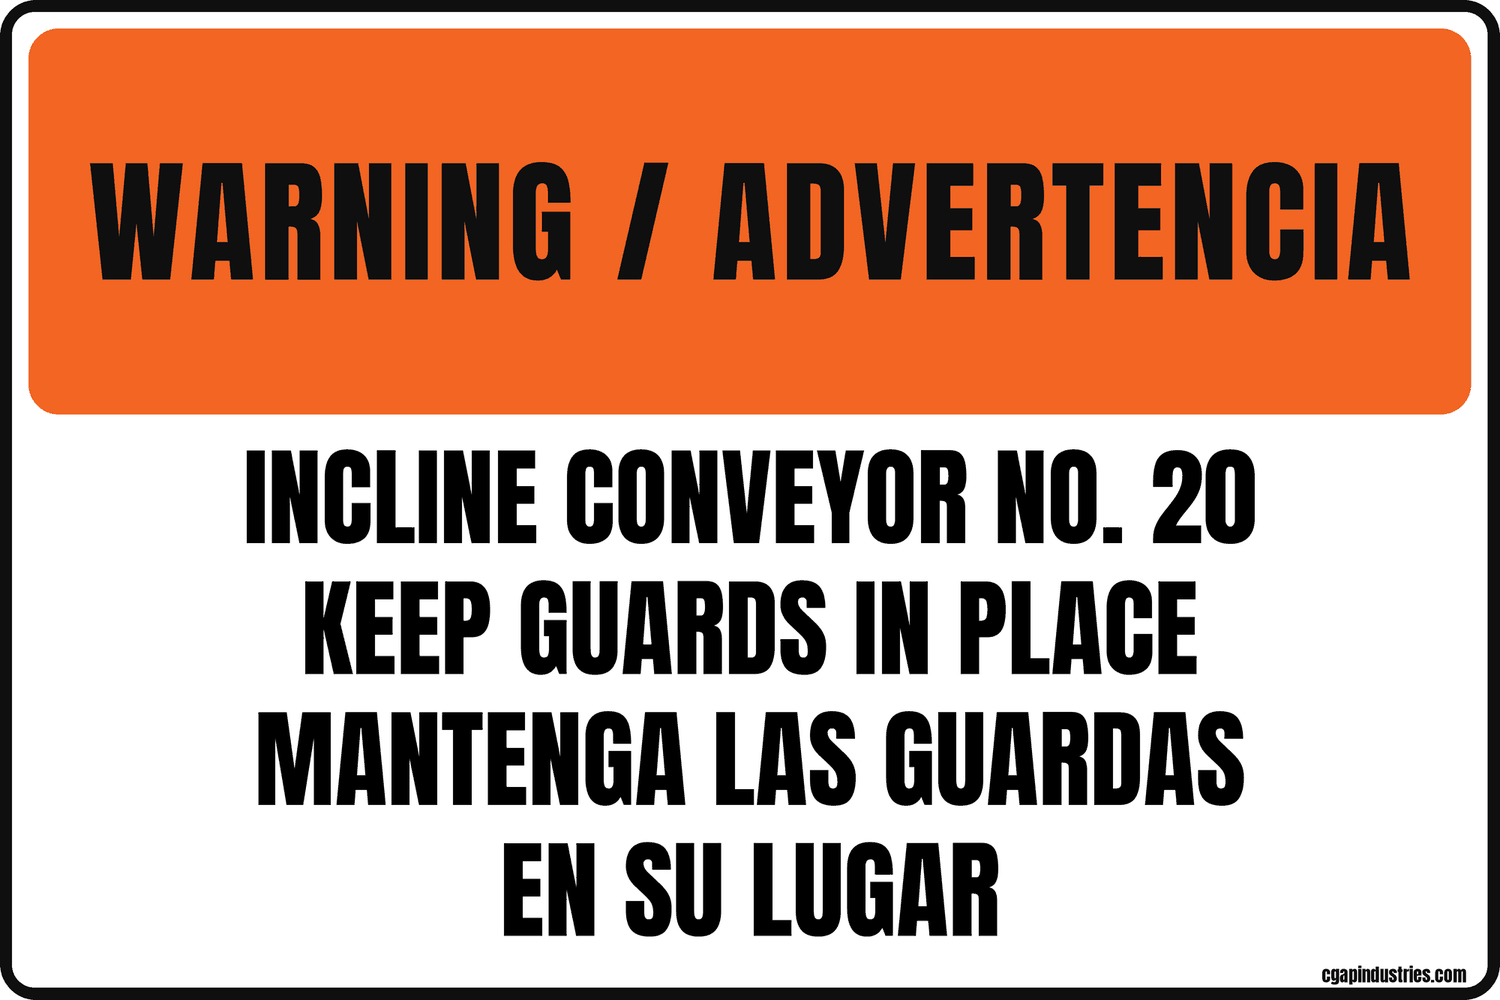 WARNING / ADVERTENCIA
INCLINE CONVEYOR NO. 20
KEEP GUARDS IN PLACE
MANTENGA LAS GUARDAS
EN SU LUGAR
cgapindustries.com